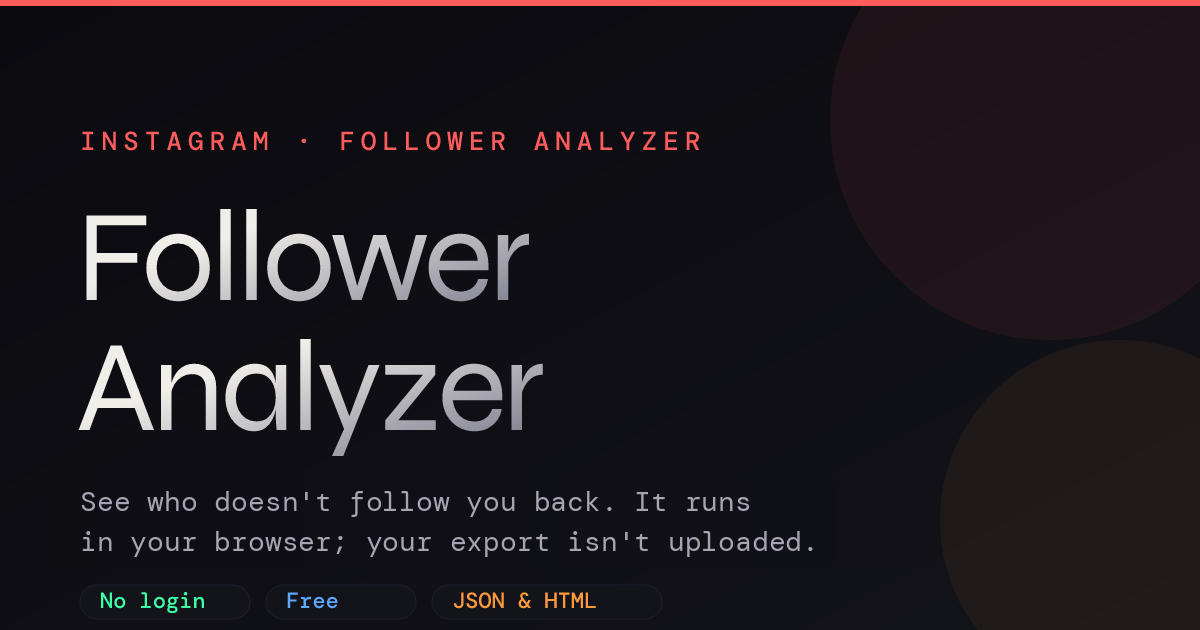 INSTAGRAM · FOLLOWER ANALYZER
Follower
Analyzer
See who doesn't follow you back. It runs
in your browser; your export isn't uploaded.
No login
Free
JSON & HTML